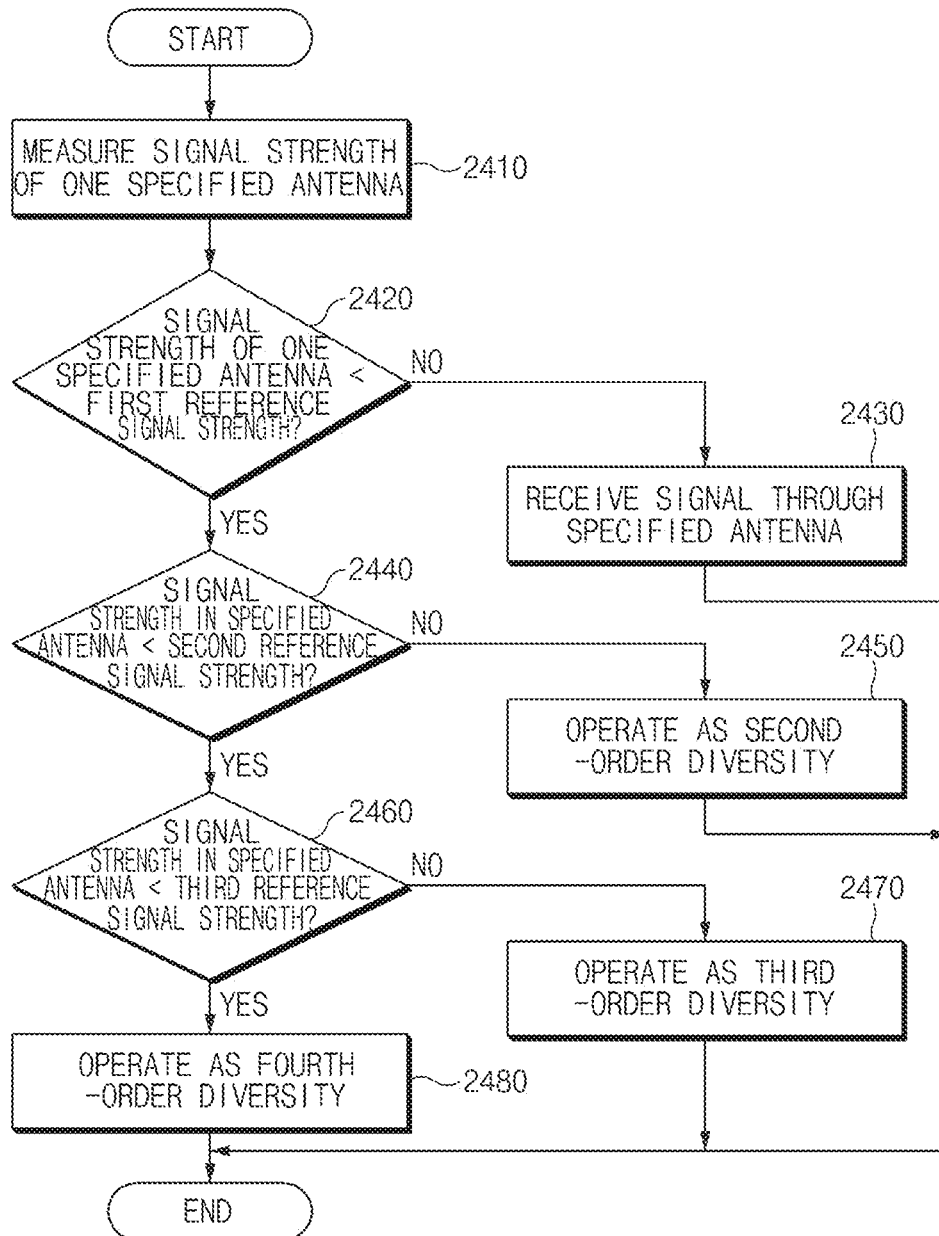 START
MEASURE SIGNAL STRENGTH
OF ONE SPECIFIED ANTENNA
2410
2420
SIGNAL
STRENGTH OF ONE
SPECIFIED ANTENNA <
FIRST REFERENCE
SIGNAL STRENGTH?
NO
YES
2430
RECEIVE SIGNAL THROUGH
SPECIFIED ANTENNA
2440
SIGNAL
STRENGTH IN SPECIFIED
ANTENNA < SECOND REFERENCE
SIGNAL STRENGTH?
NO
YES
2450
OPERATE AS SECOND
-ORDER DIVERSITY
2460
SIGNAL
STRENGTH IN SPECIFIED
ANTENNA < THIRD REFERENCE
SIGNAL STRENGTH?
NO
YES
2470
OPERATE AS THIRD
-ORDER DIVERSITY
OPERATE AS FOURTH
-ORDER DIVERSITY
2480
END